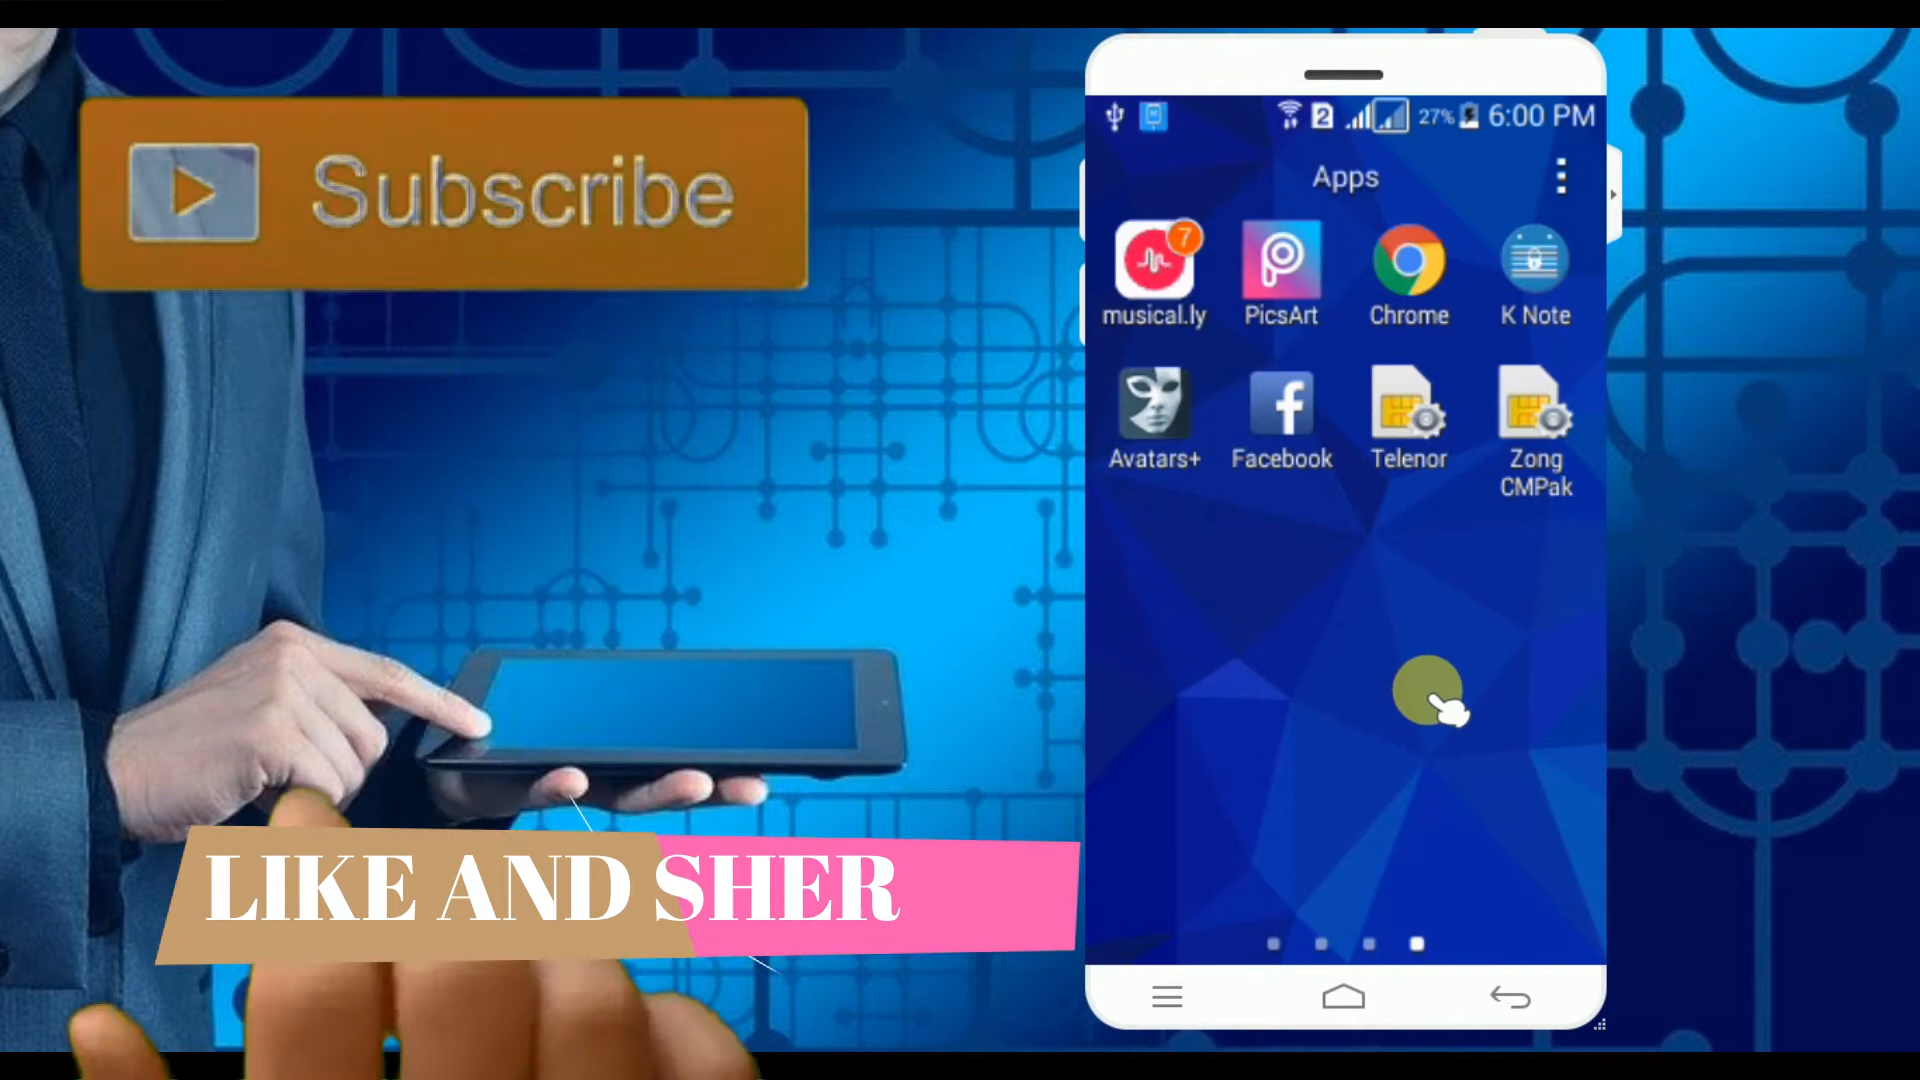 Subscribe
2 27% 6:00 PM
Apps
7
musical.ly PicsArt Chrome K Note
Avatars+ Facebook Telenor Zong
CMPak
LIKE AND SHER